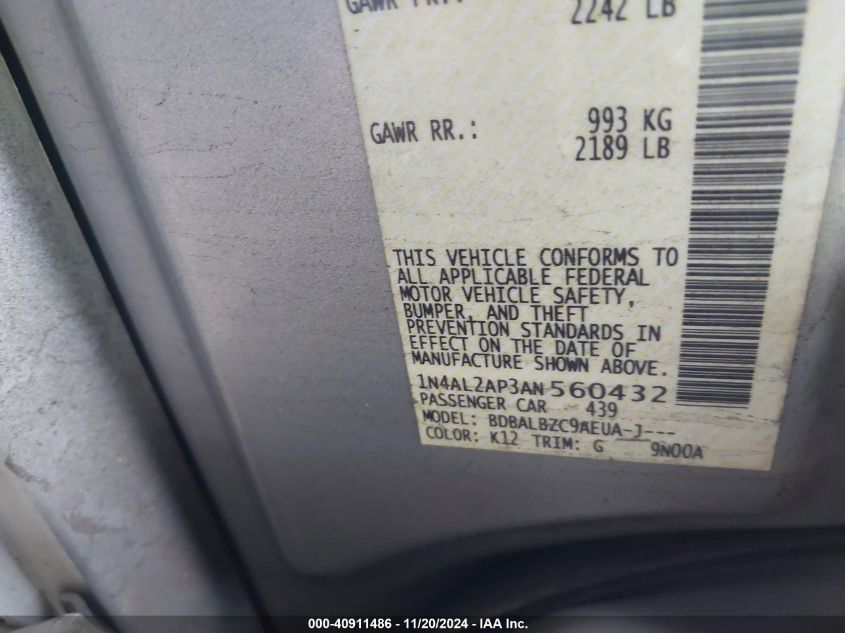 GAWR FR.:
2242 LB
GAWR RR.: 993 KG
2189 LB
THIS VEHICLE CONFORMS TO
ALL APPLICABLE FEDERAL
MOTOR VEHICLE SAFETY,
BUMPER, AND THEFT
PREVENTION STANDARDS IN
EFFECT ON THE DATE OF
MANUFACTURE SHOWN ABOVE.
1N4AL2AP3AN560432
PASSENGER CAR 439
MODEL: BDBALBZC9AEUA-J---
COLOR: K12 TRIM: G 9N00A
000-40911486 - 11/20/2024 - IAA Inc.